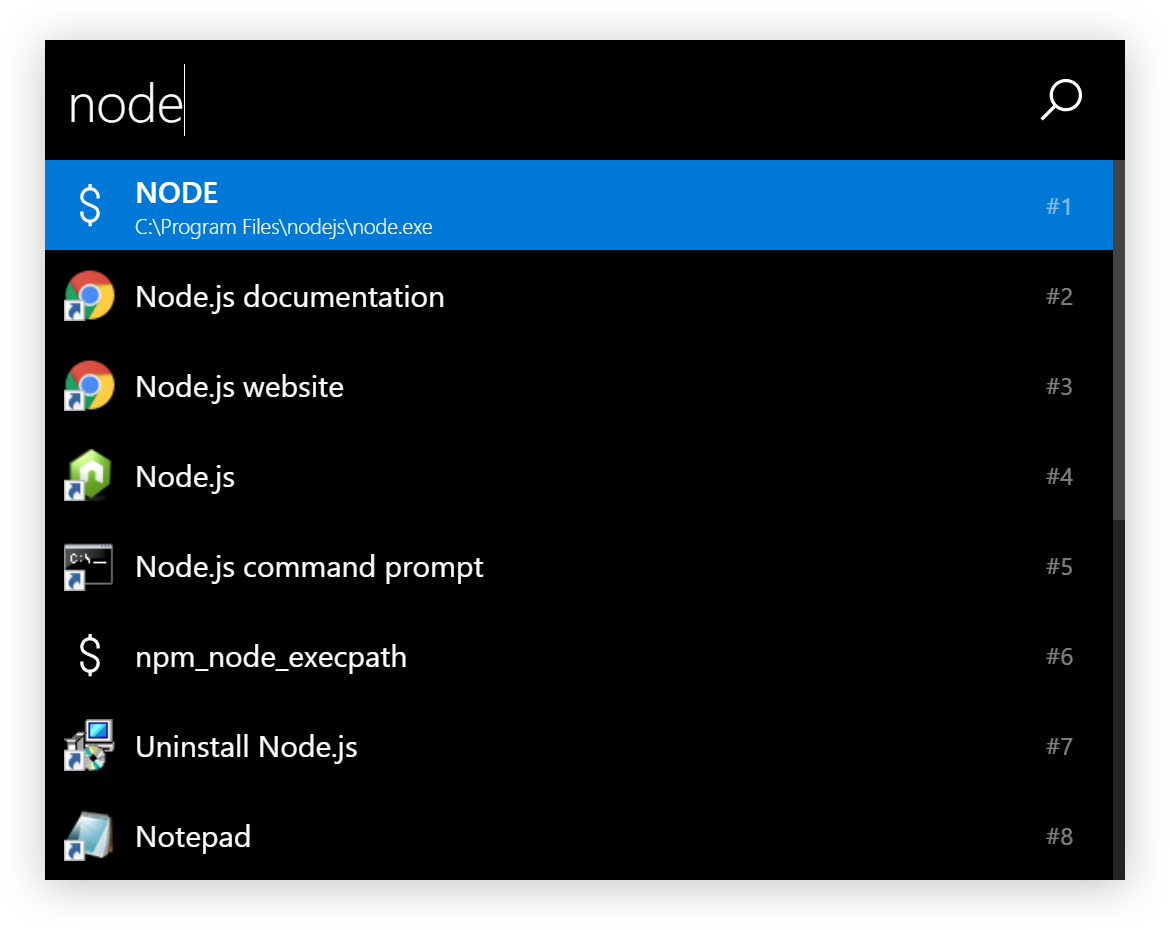 node
$ NODE #1
C:\Program Files\nodejs\node.exe
Node.js documentation #2
Node.js website #3
Node.js #4
C:\ Node.js command prompt #5
$ npm_node_execpath #6
Uninstall Node.js #7
Notepad #8